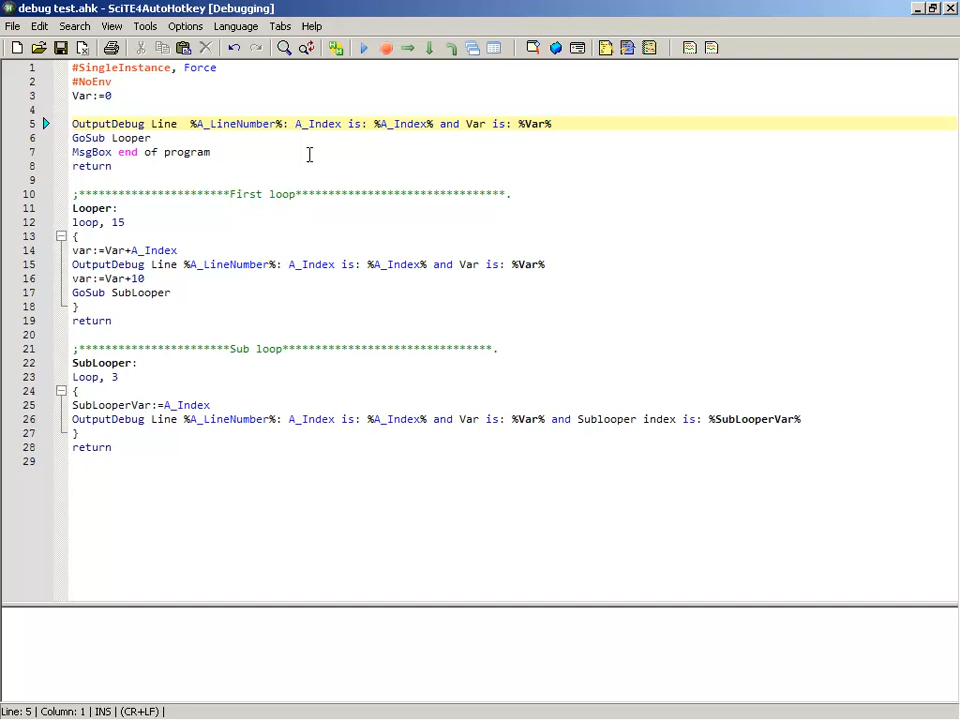 debug test.ahk - SciTE4AutoHotkey [Debugging]
File Edit Search View Tools Options Language Tabs Help
1 #SingleInstance, Force
2 #NoEnv
3 Var:=0
4
5 OutputDebug Line  %A_LineNumber%: A_Index is: %A_Index% and Var is: %Var%
6 GoSub Looper
7 MsgBox end of program
8 return
9
10 ;***********************First loop********************************.
11 Looper:
12 loop, 15
13 {
14 var:=Var+A_Index
15 OutputDebug Line %A_LineNumber%: A_Index is: %A_Index% and Var is: %Var%
16 var:=Var+10
17 GoSub SubLooper
18 }
19 return
20
21 ;***********************Sub loop********************************.
22 SubLooper:
23 Loop, 3
24 {
25 SubLooperVar:=A_Index
26 OutputDebug Line %A_LineNumber%: A_Index is: %A_Index% and Var is: %Var% and Sublooper index is: %SubLooperVar%
27 }
28 return
29
Line: 5 | Column: 1 | INS | (CR+LF) |